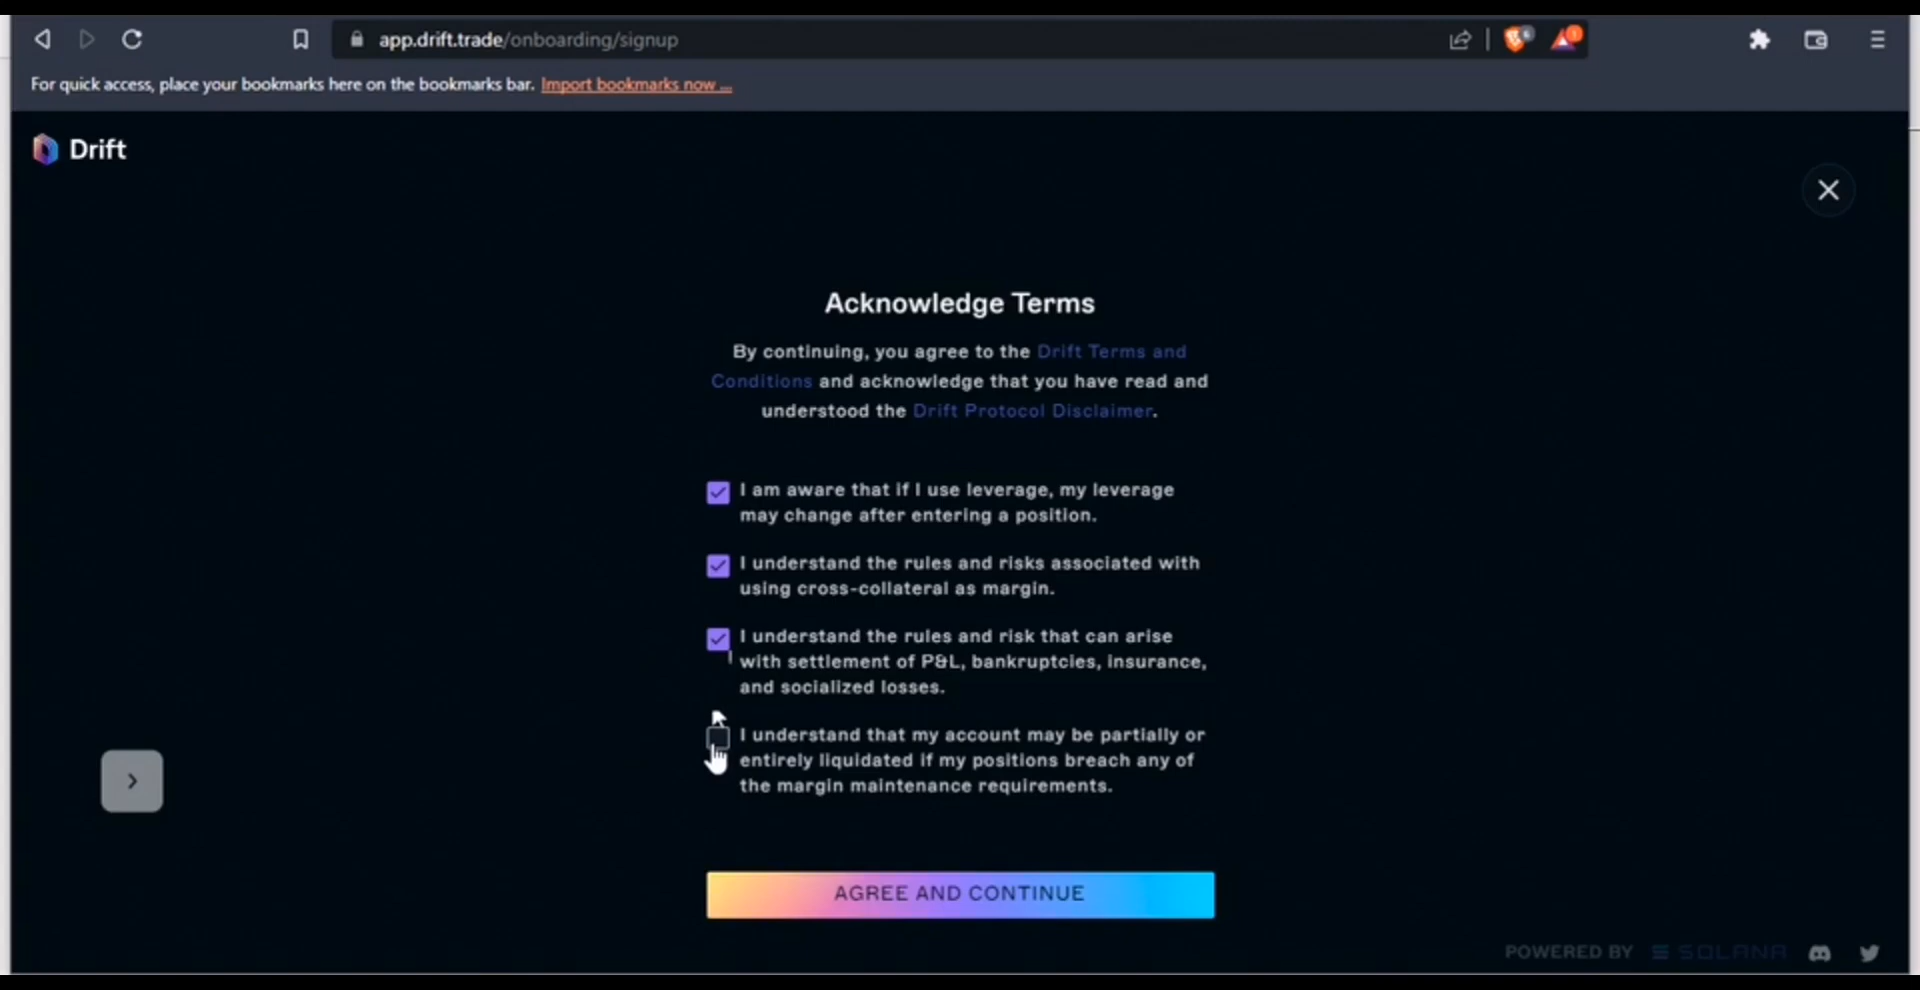 app.drift.trade/onboarding/signup
For quick access, place your bookmarks here on the bookmarks bar. Import bookmarks now ...
Drift
Acknowledge Terms
By continuing, you agree to the Drift Terms and
Conditions and acknowledge that you have read and
understood the Drift Protocol Disclaimer.
I am aware that if I use leverage, my leverage
may change after entering a position.
I understand the rules and risks associated with
using cross-collateral as margin.
I understand the rules and risk that can arise
with settlement of P&L, bankruptcies, insurance,
and socialized losses.
I understand that my account may be partially or
entirely liquidated if my positions breach any of
the margin maintenance requirements.
AGREE AND CONTINUE
POWERED BY SOLANA